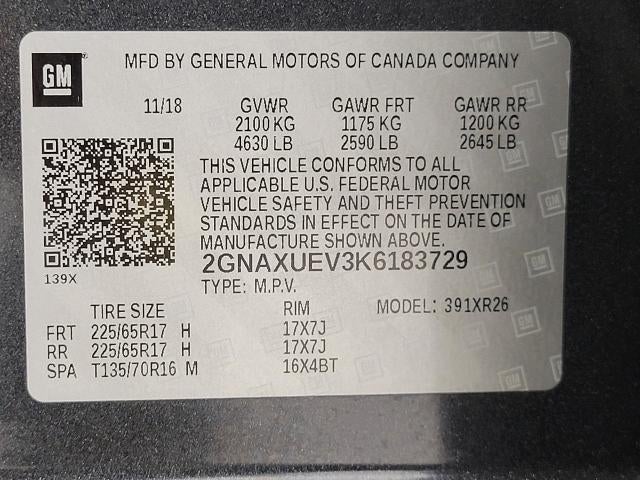 GM
MFD BY GENERAL MOTORS OF CANADA COMPANY
11/18 GVWR GAWR FRT GAWR RR
2100 KG 1175 KG 1200 KG
4630 LB 2590 LB 2645 LB
THIS VEHICLE CONFORMS TO ALL
APPLICABLE U.S. FEDERAL MOTOR
VEHICLE SAFETY AND THEFT PREVENTION
STANDARDS IN EFFECT ON THE DATE OF
MANUFACTURE SHOWN ABOVE.
2GNAXUEV3K6183729
139X
TYPE: M.P.V.
TIRE SIZE RIM MODEL: 391XR26
FRT 225/65R17 H 17X7J
RR 225/65R17 H 17X7J
SPA T135/70R16 M 16X4BT